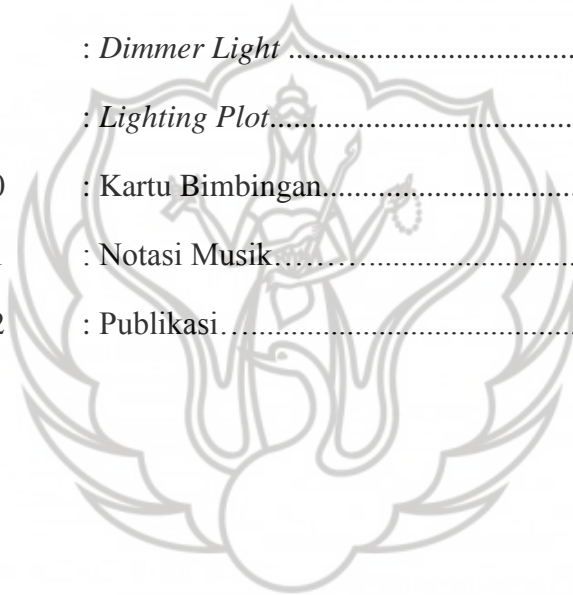 : Dimmer Light ........................................
: Lighting Plot..........................................
0 : Kartu Bimbingan...................................
: Notasi Musik……..............................
2 : Publikasi…........................................